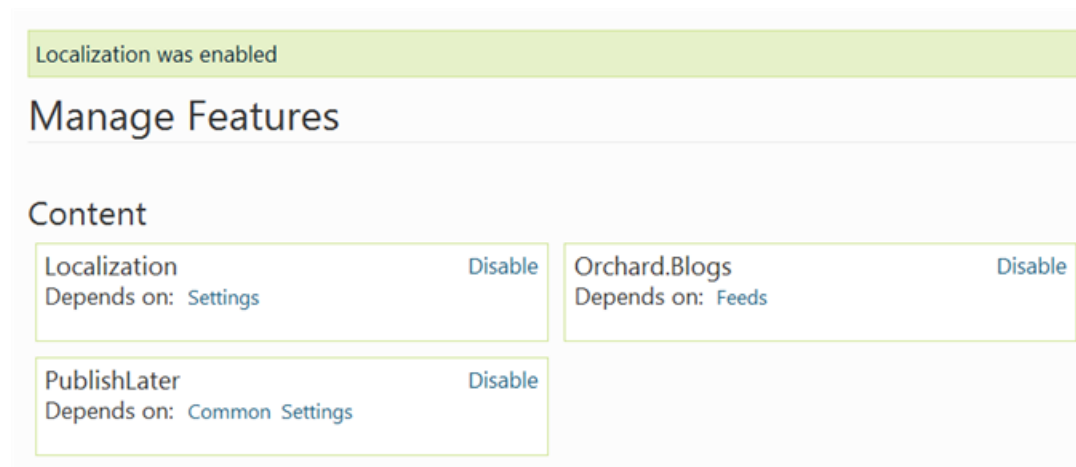 Localization was enabled
Manage Features
Content
Localization Disable
Depends on: Settings
Orchard.Blogs Disable
Depends on: Feeds
PublishLater Disable
Depends on: Common Settings